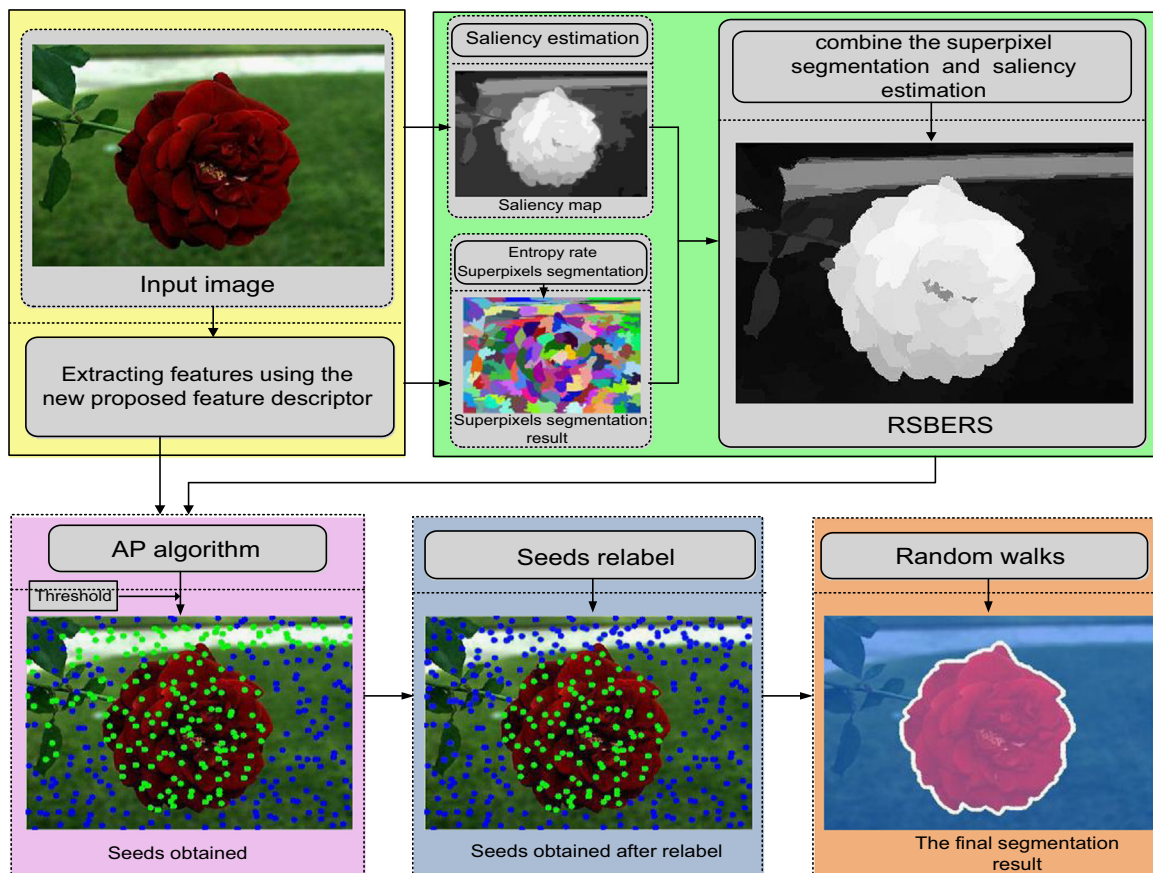 Input image
Extracting features using the
new proposed feature descriptor
Saliency estimation
Saliency map
Entropy rate
Superpixels segmentation
Superpixels segmentation
result
combine the superpixel
segmentation and saliency
estimation
RSBERS
AP algorithm
Threshold
Seeds obtained
Seeds relabel
Seeds obtained after relabel
Random walks
The final segmentation
result